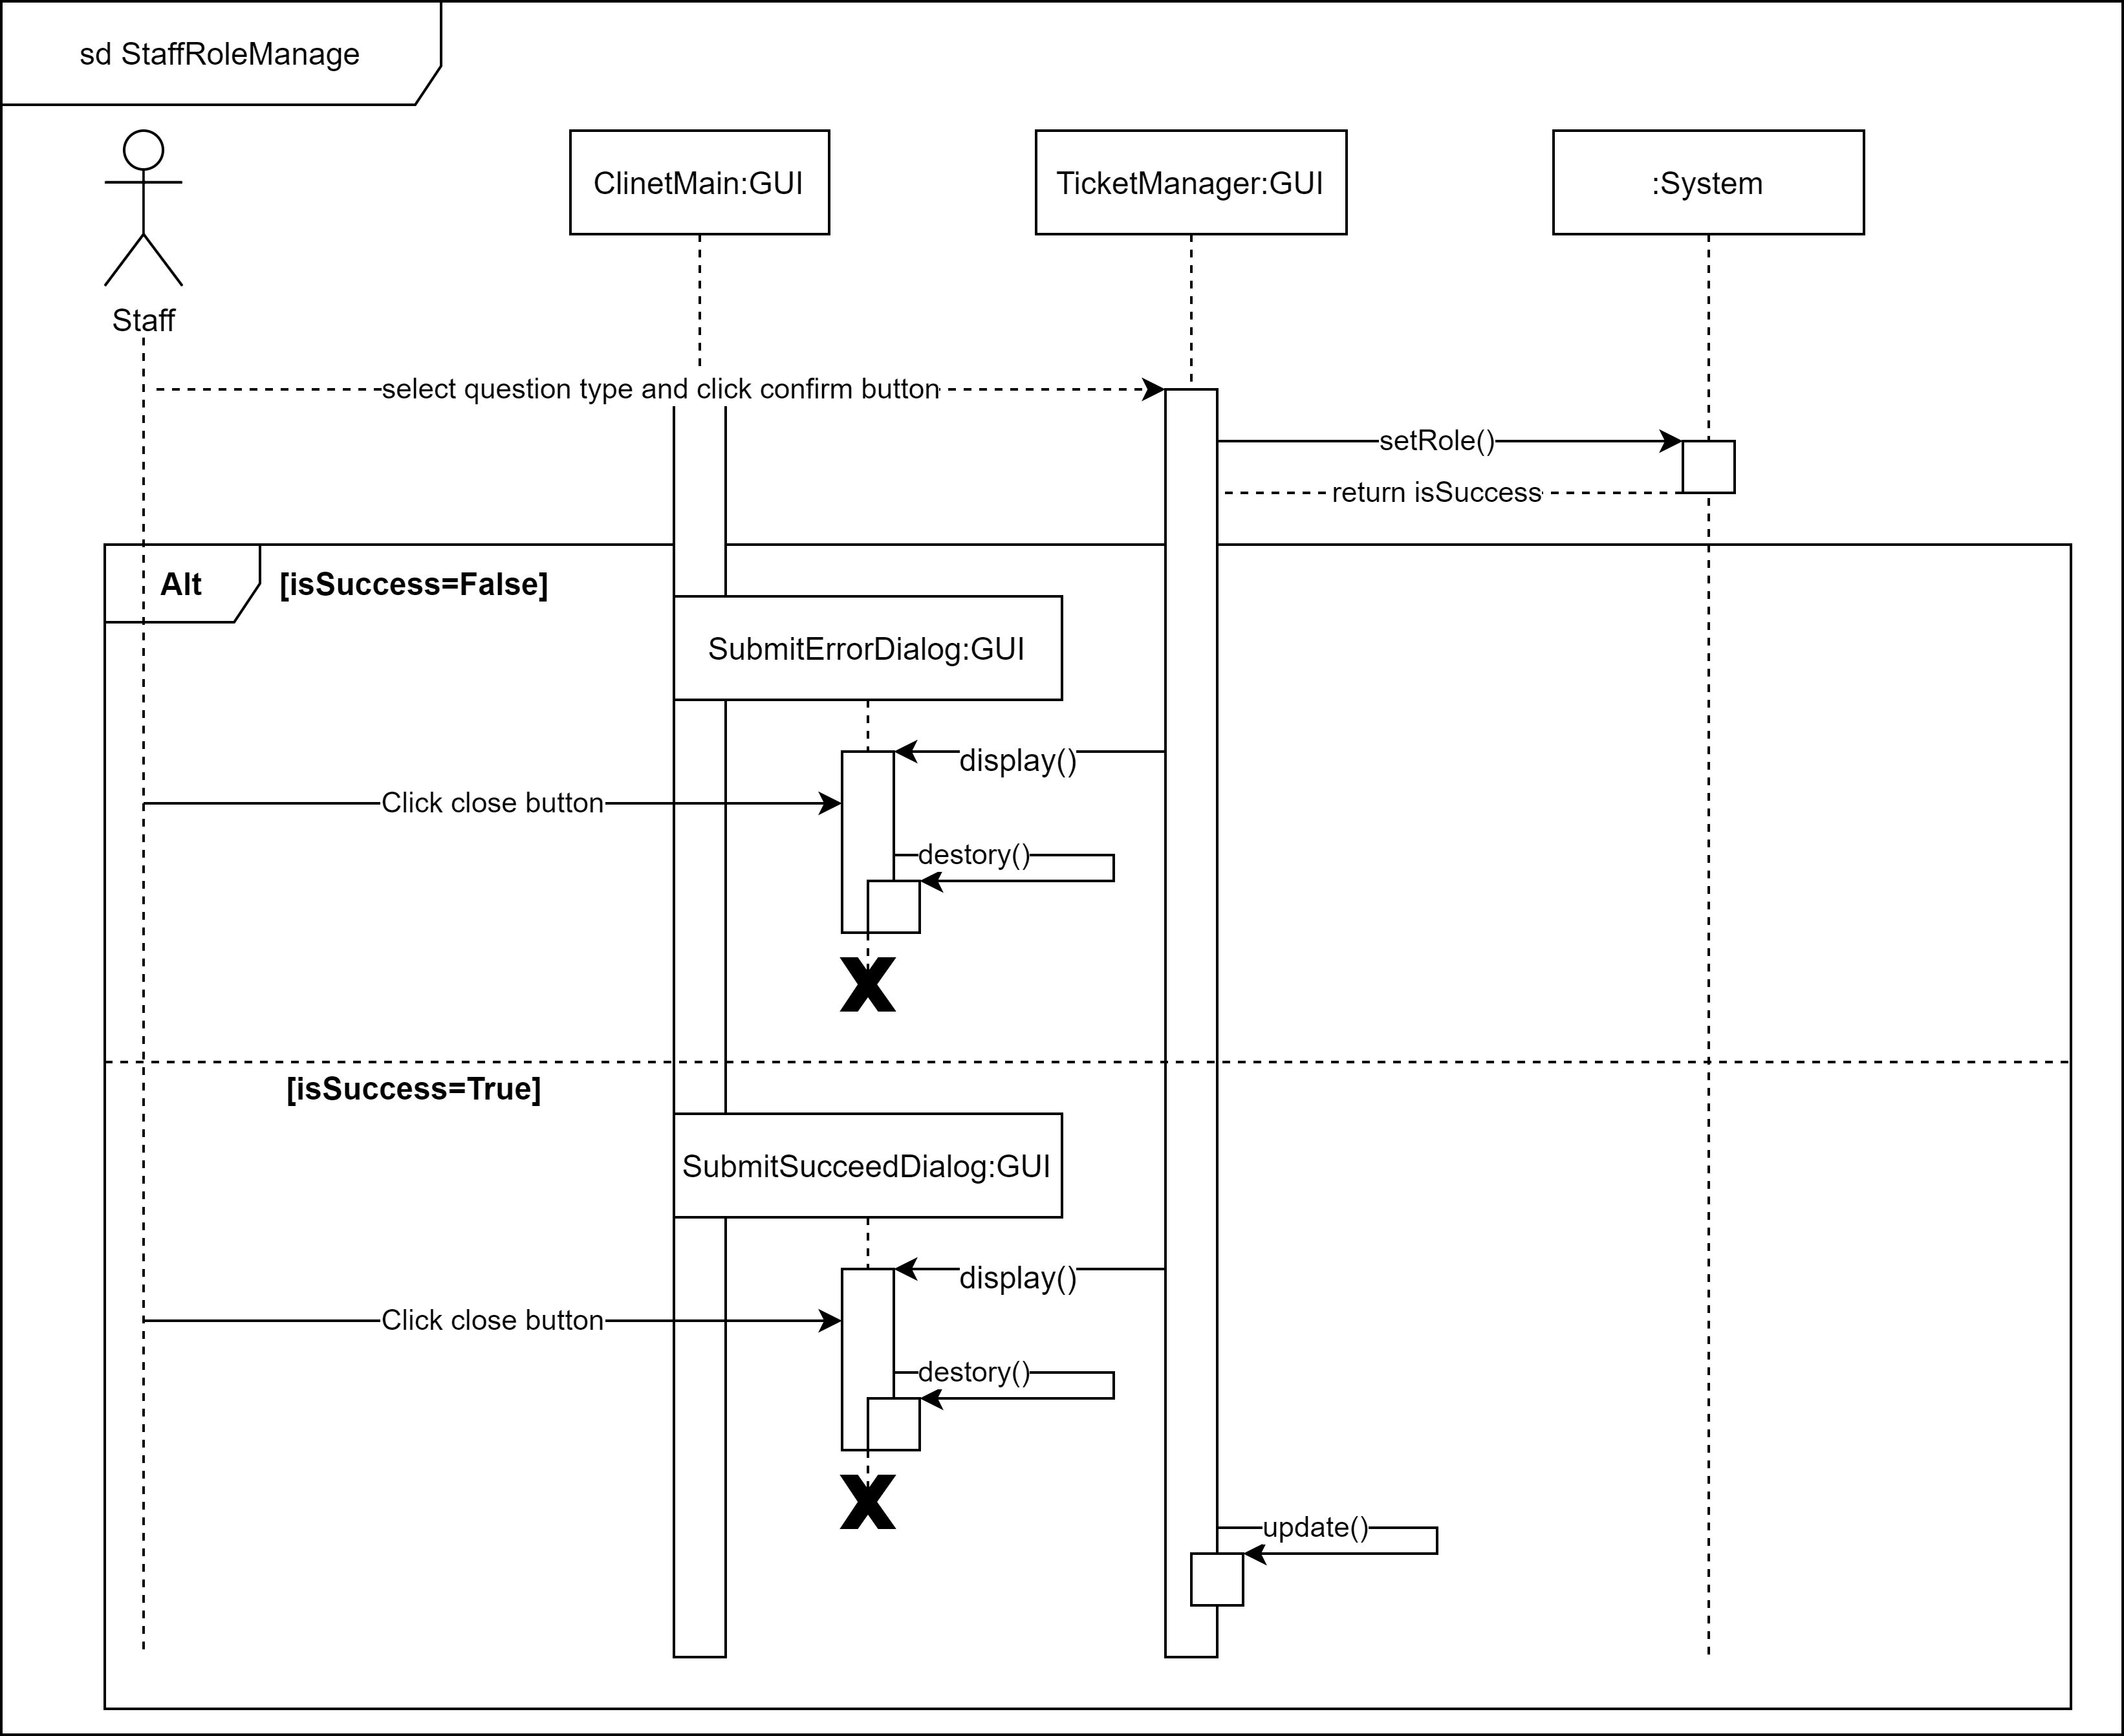 sd StaffRoleManage
ClinetMain:GUI
TicketManager:GUI
:System
Staff
select question type and click confirm button
setRole()
return isSuccess
Alt
[isSuccess=False]
SubmitErrorDialog:GUI
display()
Click close button
destory()
X
[isSuccess=True]
SubmitSucceedDialog:GUI
display()
Click close button
destory()
X
update()